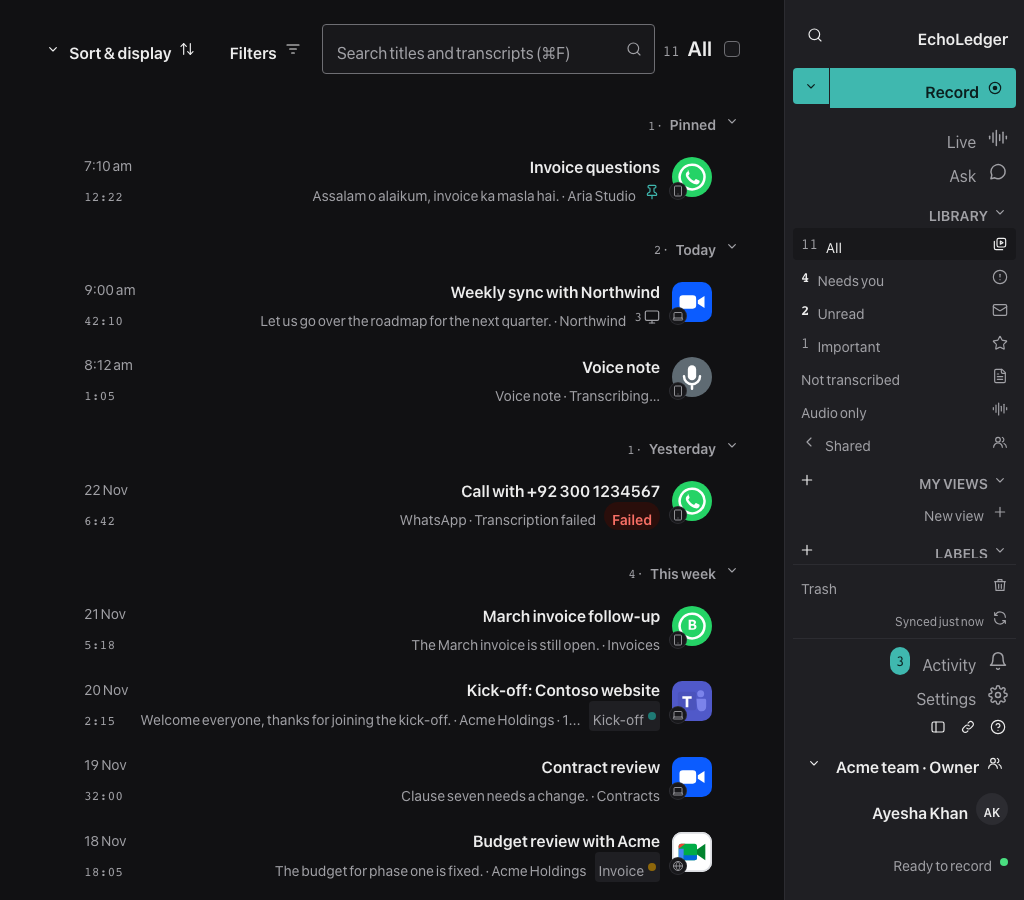 EchoLedger
Record
Live
Ask
LIBRARY
All 11
Needs you 4
Unread 2
Important 1
Not transcribed
Audio only
Shared
MY VIEWS
New view
LABELS
Trash
Synced just now
Activity 3
Settings
Acme team · Owner
AK Ayesha Khan
Ready to record
All 11
Search titles and transcripts (⌘F)
Filters
Sort & display
Pinned · 1
Invoice questions 7:10 am
Assalam o alaikum, invoice ka masla hai. · Aria Studio 12:22
Today · 2
Weekly sync with Northwind 9:00 am
3 Let us go over the roadmap for the next quarter. · Northwind 42:10
Voice note 8:12 am
Voice note · Transcribing… 1:05
Yesterday · 1
Call with +92 300 1234567 22 Nov
Failed WhatsApp · Transcription failed 6:42
This week · 4
B
March invoice follow-up 21 Nov
The March invoice is still open. · Invoices 5:18
T
Kick-off: Contoso website 20 Nov
Kick-off Welcome everyone, thanks for joining the kick-off. · Acme Holdings · 1… 2:15
Contract review 19 Nov
Clause seven needs a change. · Contracts 32:00
Budget review with Acme 18 Nov
Invoice The budget for phase one is fixed. · Acme Holdings 18:05